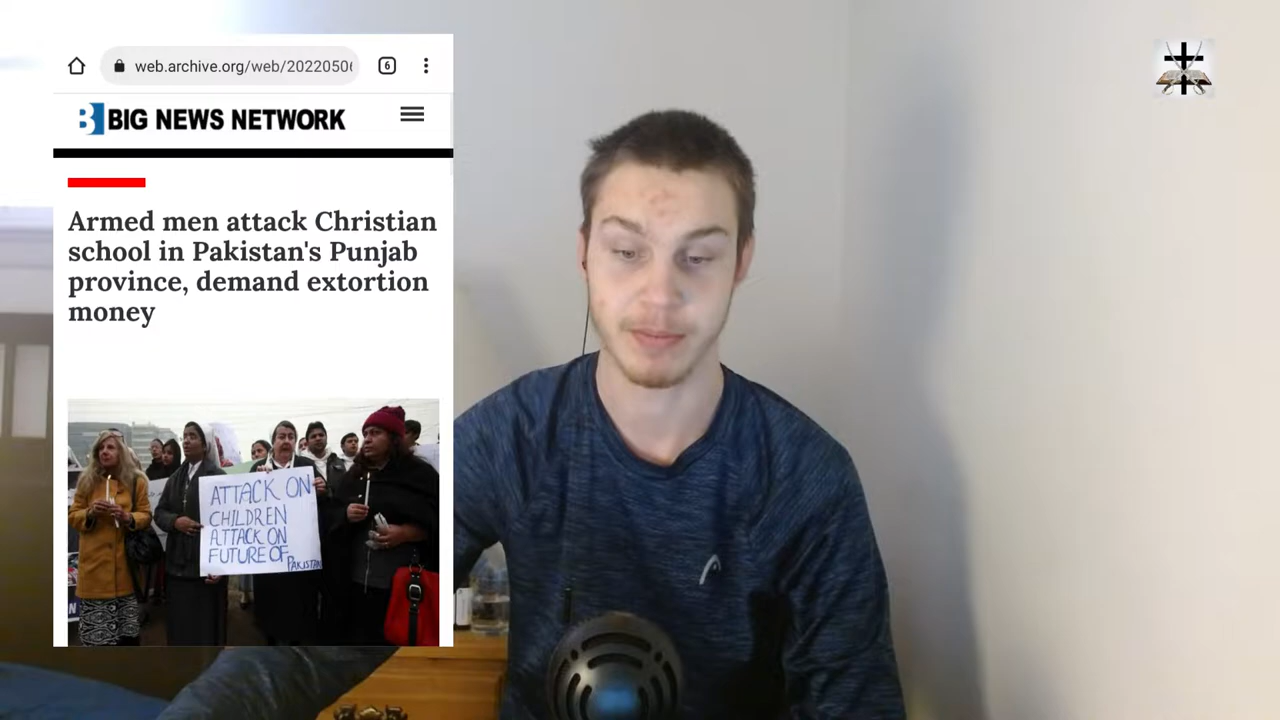 web.archive.org/web/2022050
6
BIG NEWS NETWORK
Armed men attack Christian
school in Pakistan's Punjab
province, demand extortion
money
ATTACK ON
CHILDREN
ATTACK ON
FUTURE OF
PAKISTAN